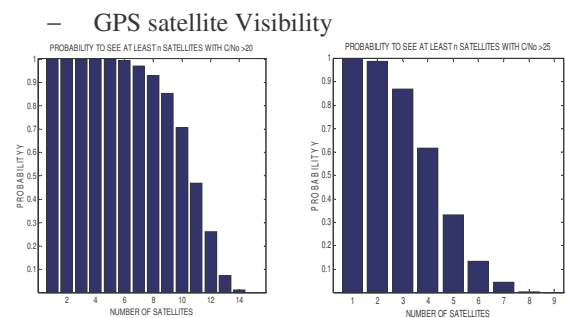 – GPS satellite Visibility
PROBABILITY TO SEE AT LEAST n SATELLITES WITH C/No >20
1
0.9
0.8
0.7
0.6
0.5
0.4
0.3
0.2
0.1
PROBABILITYY
2 4 6 8 10 12 14
NUMBER OF SATELLITES
PROBABILITY TO SEE AT LEAST n SATELLITES WITH C/No >25
1
0.9
0.8
0.7
0.6
0.5
0.4
0.3
0.2
0.1
PROBABILITYY
1 2 3 4 5 6 7 8 9
NUMBER OF SATELLITES